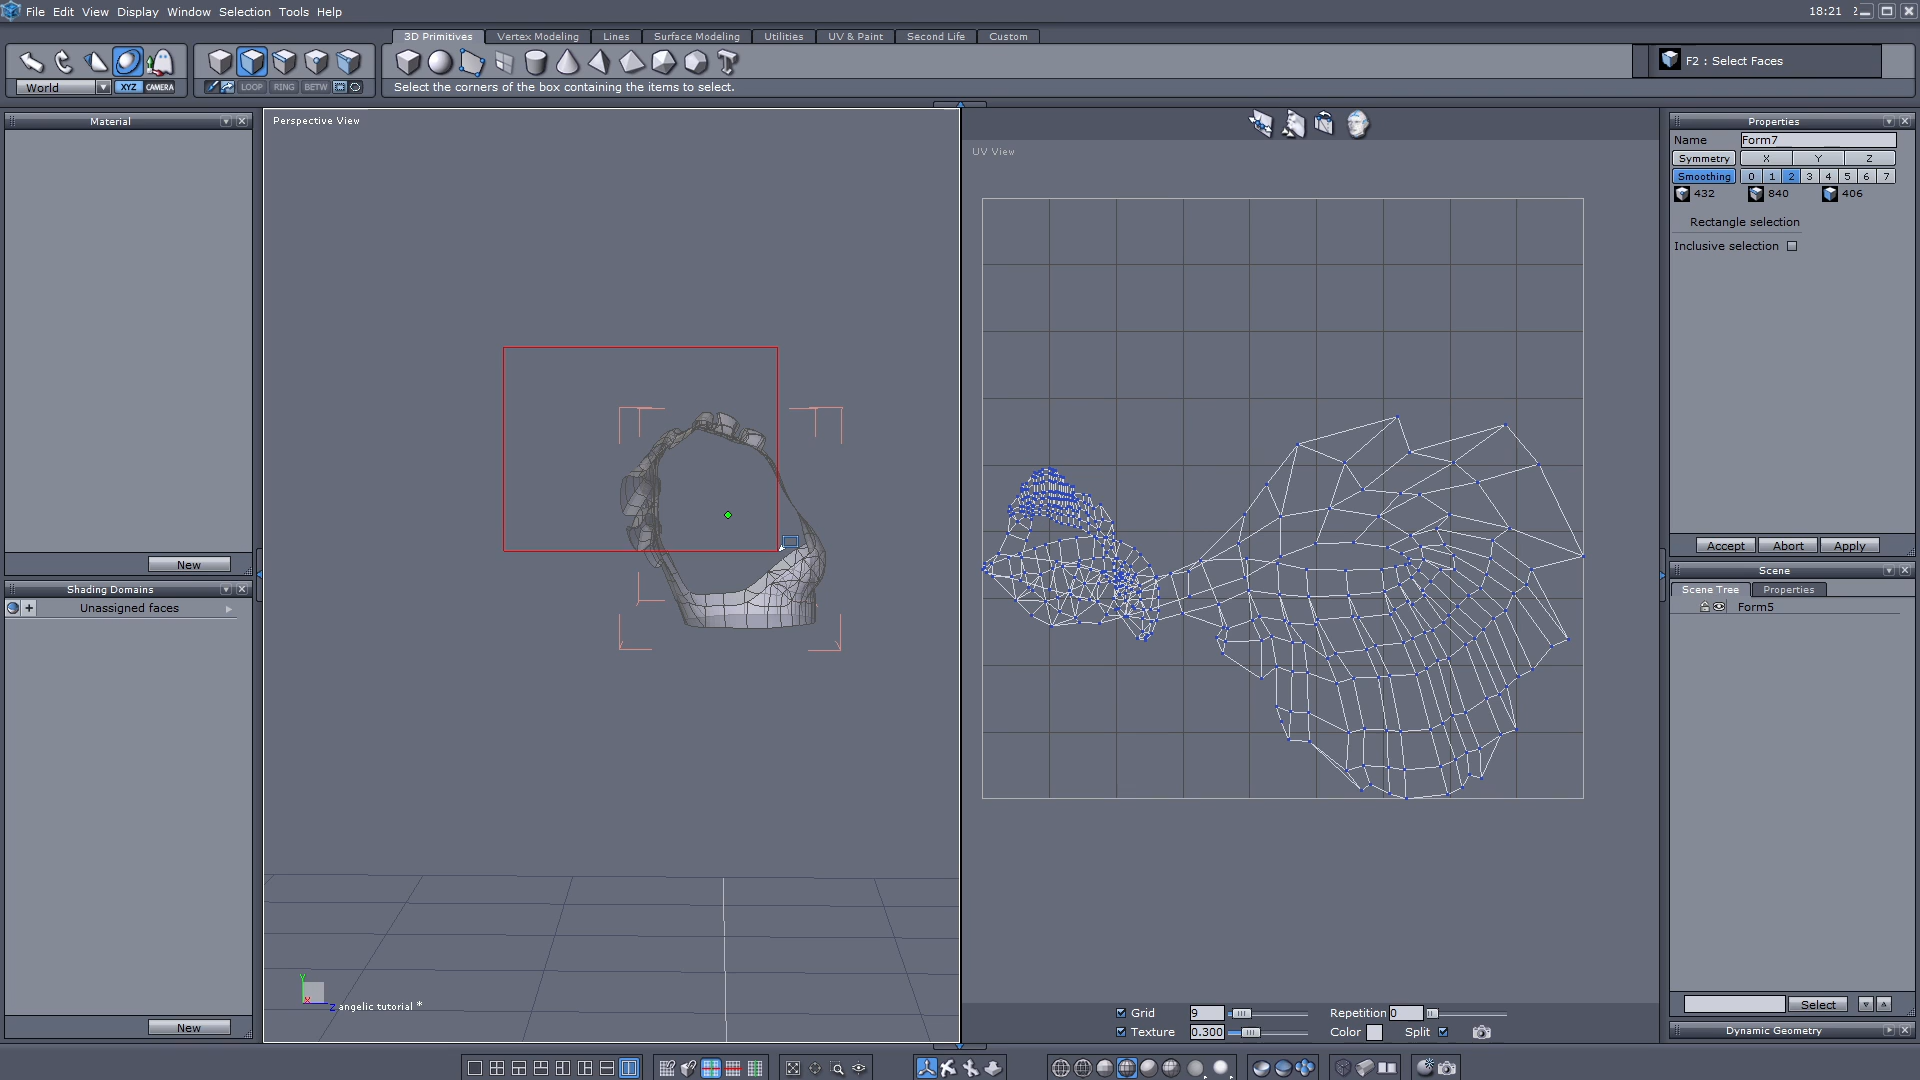 File Edit View Display Window Selection Tools Help
18:21
3D Primitives Vertex Modeling Lines Surface Modeling Utilities UV & Paint Second Life Custom
F2 : Select Faces
World XYZ CAMERA LOOP RING BETW
Select the corners of the box containing the items to select.
Material
Perspective View
UV View
Properties
Name Form7
Symmetry X Y Z
Smoothing 0 1 2 3 4 5 6 7
432 840 406
Rectangle selection
Inclusive selection
Accept Abort Apply
New
Shading Domains
Unassigned faces
Scene
Scene Tree Properties
Form5
Y
X
Z angelic tutorial *
Select
New
Grid 9 Repetition 0
Texture 0.300 Color Split
Dynamic Geometry